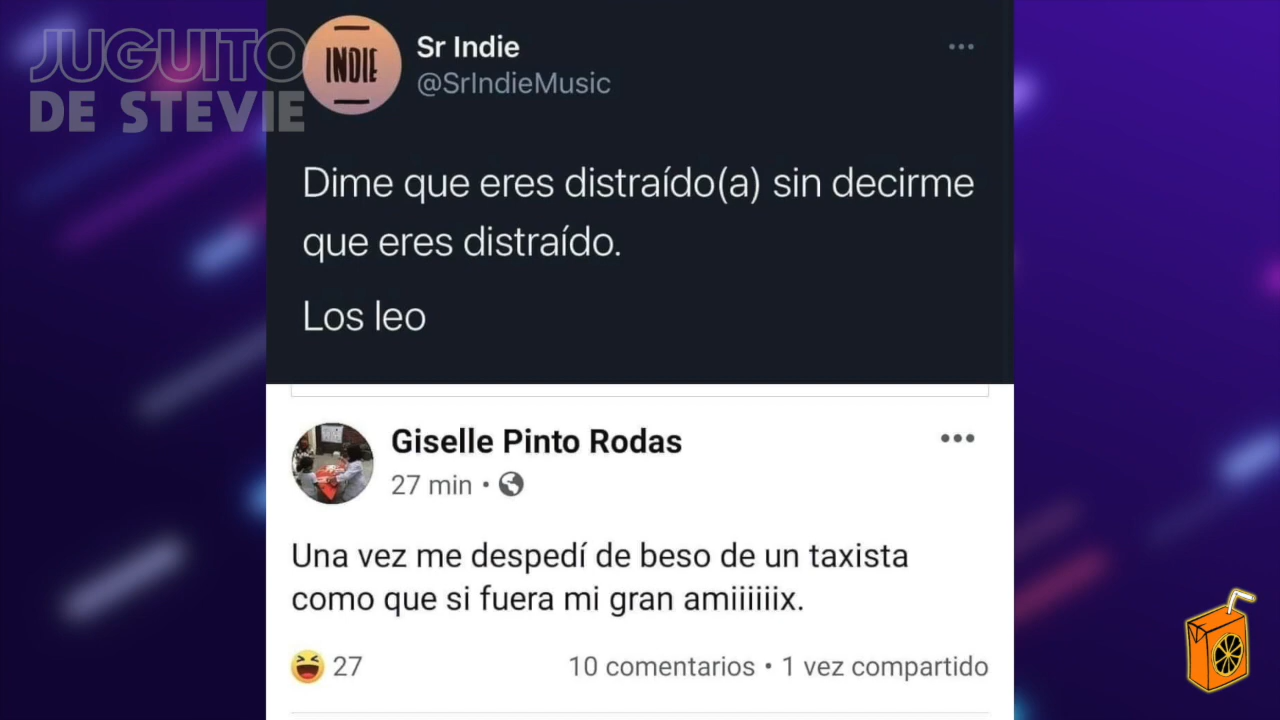 JUGUITO
DE STEVIE
INDIE
Sr Indie
@SrIndieMusic
Dime que eres distraído(a) sin decirme
que eres distraído.
Los leo
Giselle Pinto Rodas
27 min •
Una vez me despedí de beso de un taxista
como que si fuera mi gran amiiiiiix.
27
10 comentarios • 1 vez compartido